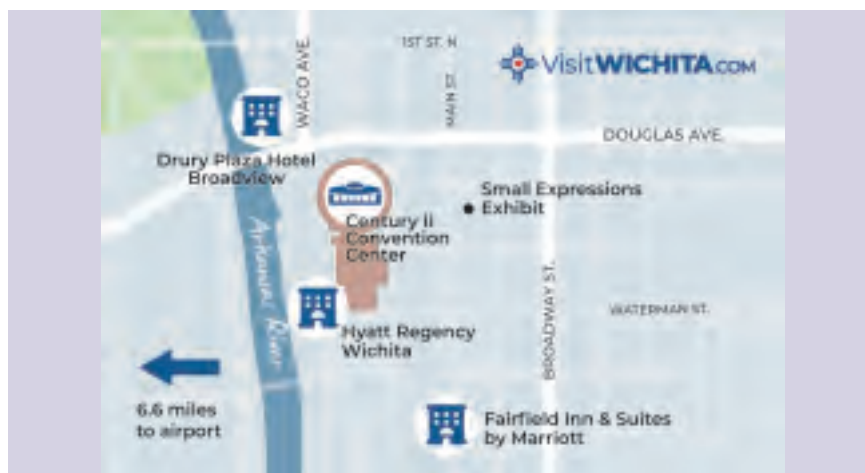 1ST ST. N
WACO AVE.
MAIN ST.
VisitWICHITA.COM
DOUGLAS AVE.
Drury Plaza Hotel
Broadview
Small Expressions
Exhibit
Century II
Convention
Center
Arkansas River
BROADWAY ST.
WATERMAN ST.
Hyatt Regency
Wichita
6.6 miles
to airport
Fairfield Inn & Suites
by Marriott